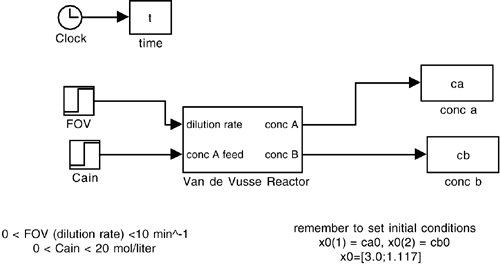 t
Clock
time
ca
conc a
FOV
dilution rate conc A
conc A feed conc B
cb
Cain
Van de Vusse Reactor
conc b
0 < FOV (dilution rate) <10 min^-1
0 < Cain < 20 mol/liter
remember to set initial conditions
x0(1) = ca0, x0(2) = cb0
x0=[3.0;1.117]